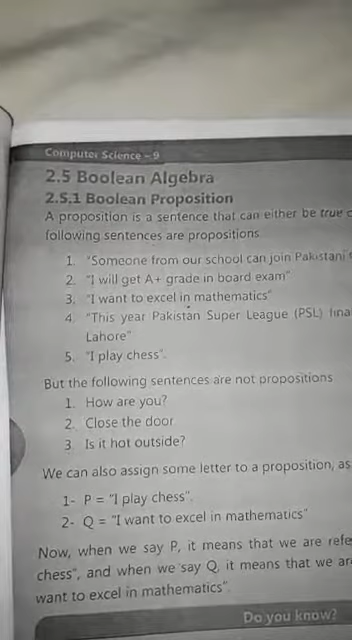 Computer Science – 9
2.5 Boolean Algebra
2.5.1 Boolean Proposition
A proposition is a sentence that can either be true
following sentences are propositions
1. "Someone from our school can join Pakistani
2. "I will get A+ grade in board exam"
3. "I want to excel in mathematics"
4. "This year Pakistan Super League (PSL) fina
Lahore"
5. "I play chess".
But the following sentences are not propositions
1. How are you?
2. Close the door
3. Is it hot outside?
We can also assign some letter to a proposition, as
1- P = "I play chess".
2- Q = "I want to excel in mathematics"
Now, when we say P, it means that we are refe
chess", and when we say Q, it means that we are
want to excel in mathematics".
Do you know?